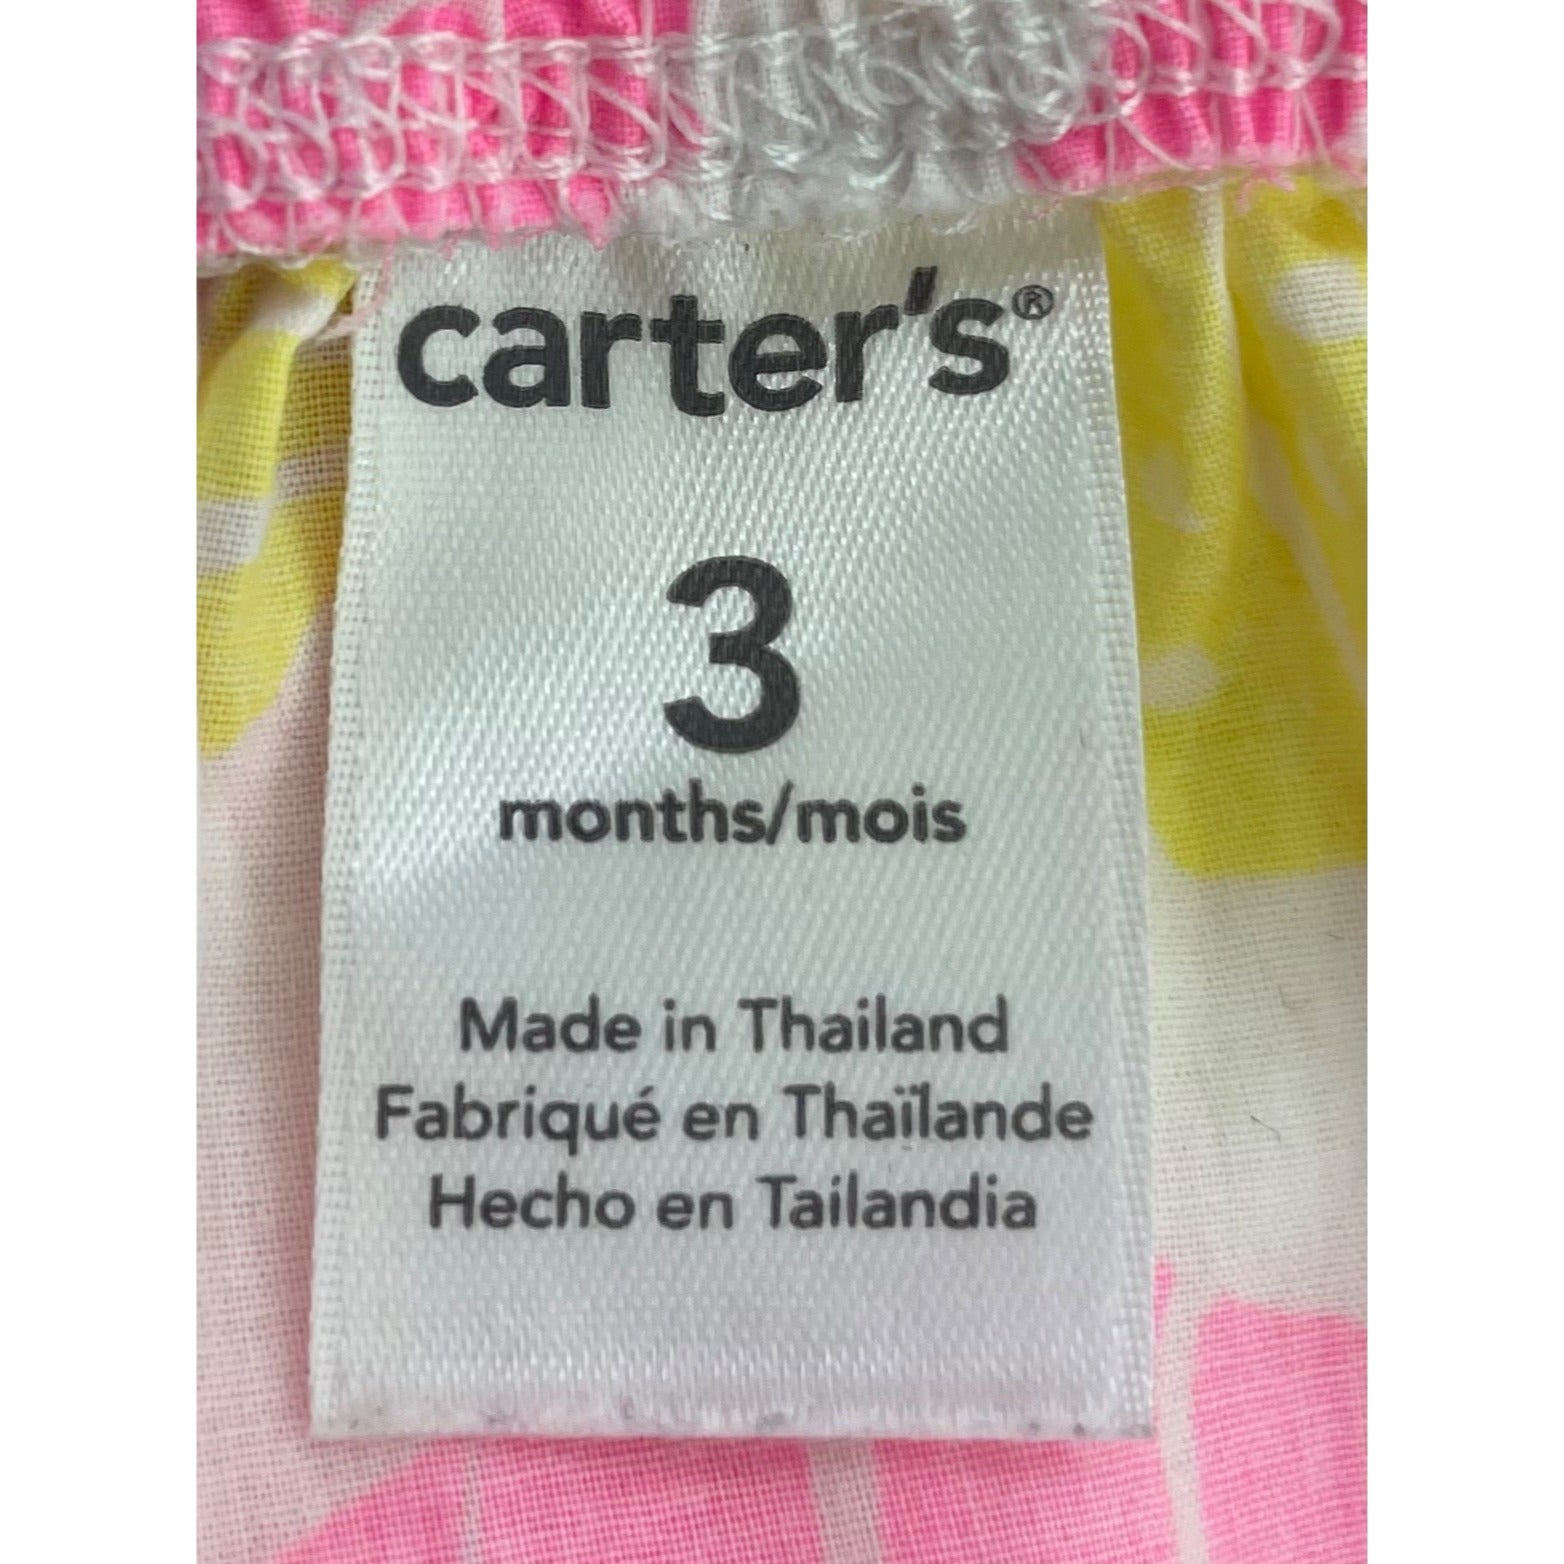 carter's®
3
months/mois
Made in Thailand
Fabriqué en Thaïlande
Hecho en Tailandia